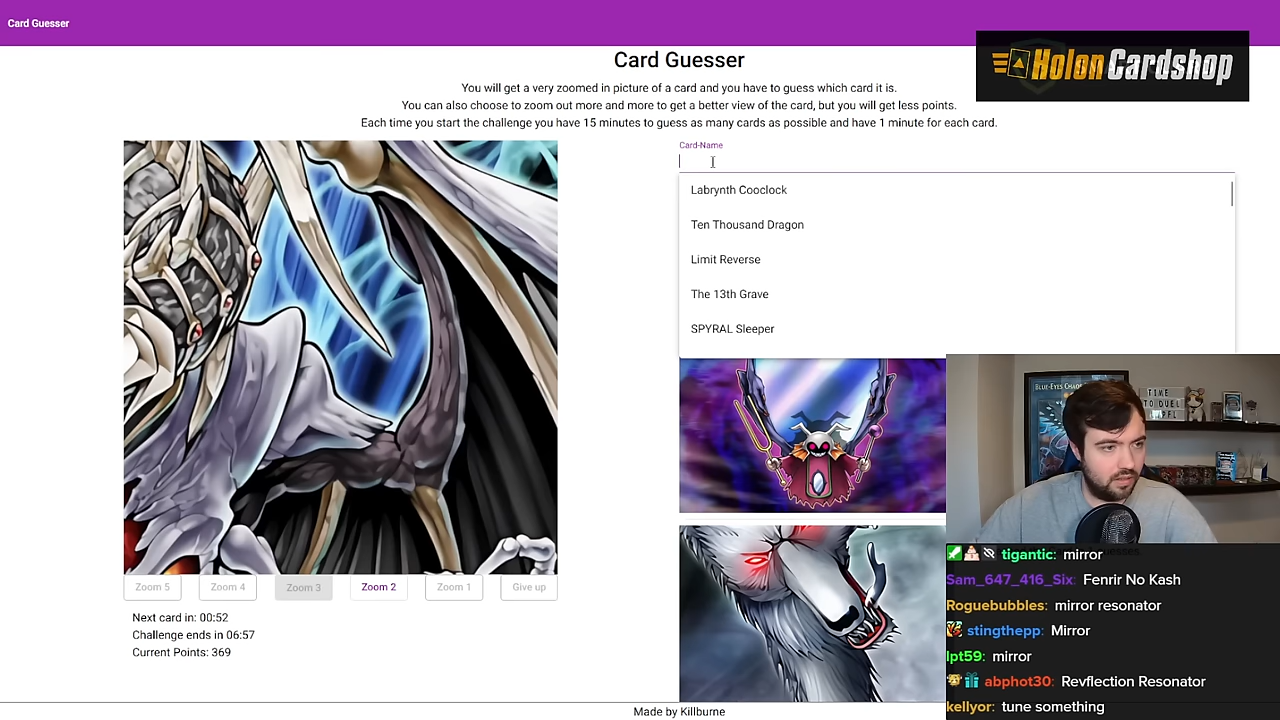 Card Guesser
Holon Cardshop
Card Guesser
You will get a very zoomed in picture of a card and you have to guess which card it is.
You can also choose to zoom out more and more to get a better view of the card, but you will get less points.
Each time you start the challenge you have 15 minutes to guess as many cards as possible and have 1 minute for each card.
Card-Name
Labrynth Cooclock
Ten Thousand Dragon
Limit Reverse
The 13th Grave
SPYRAL Sleeper
BLUE-EYES CHAO
TIME
TO DUEL
Zoom 5
Zoom 4
Zoom 3
Zoom 2
Zoom 1
Give up
Next card in: 00:52
Challenge ends in 06:57
Current Points: 369
tigantic: mirror
Sam_647_416_Six: Fenrir No Kash
Roguebubbles: mirror resonator
stingthepp: Mirror
lpt59: mirror
abphot30: Revflection Resonator
kellyor: tune something
Made by Killburne